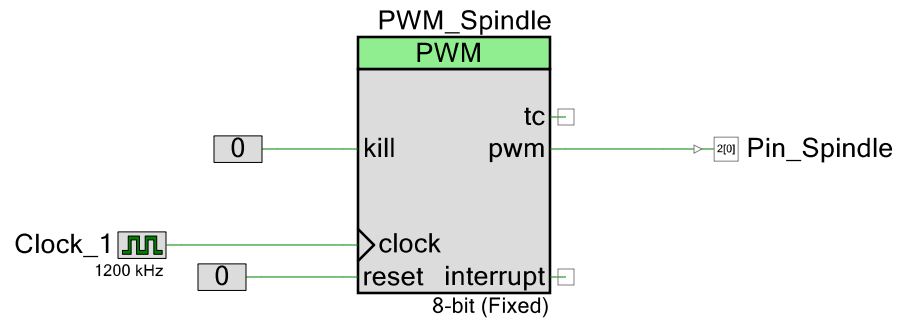 PWM_Spindle
PWM
tc
0 kill pwm 2[0] Pin_Spindle
Clock_1 clock
1200 kHz
0 reset interrupt
8-bit (Fixed)